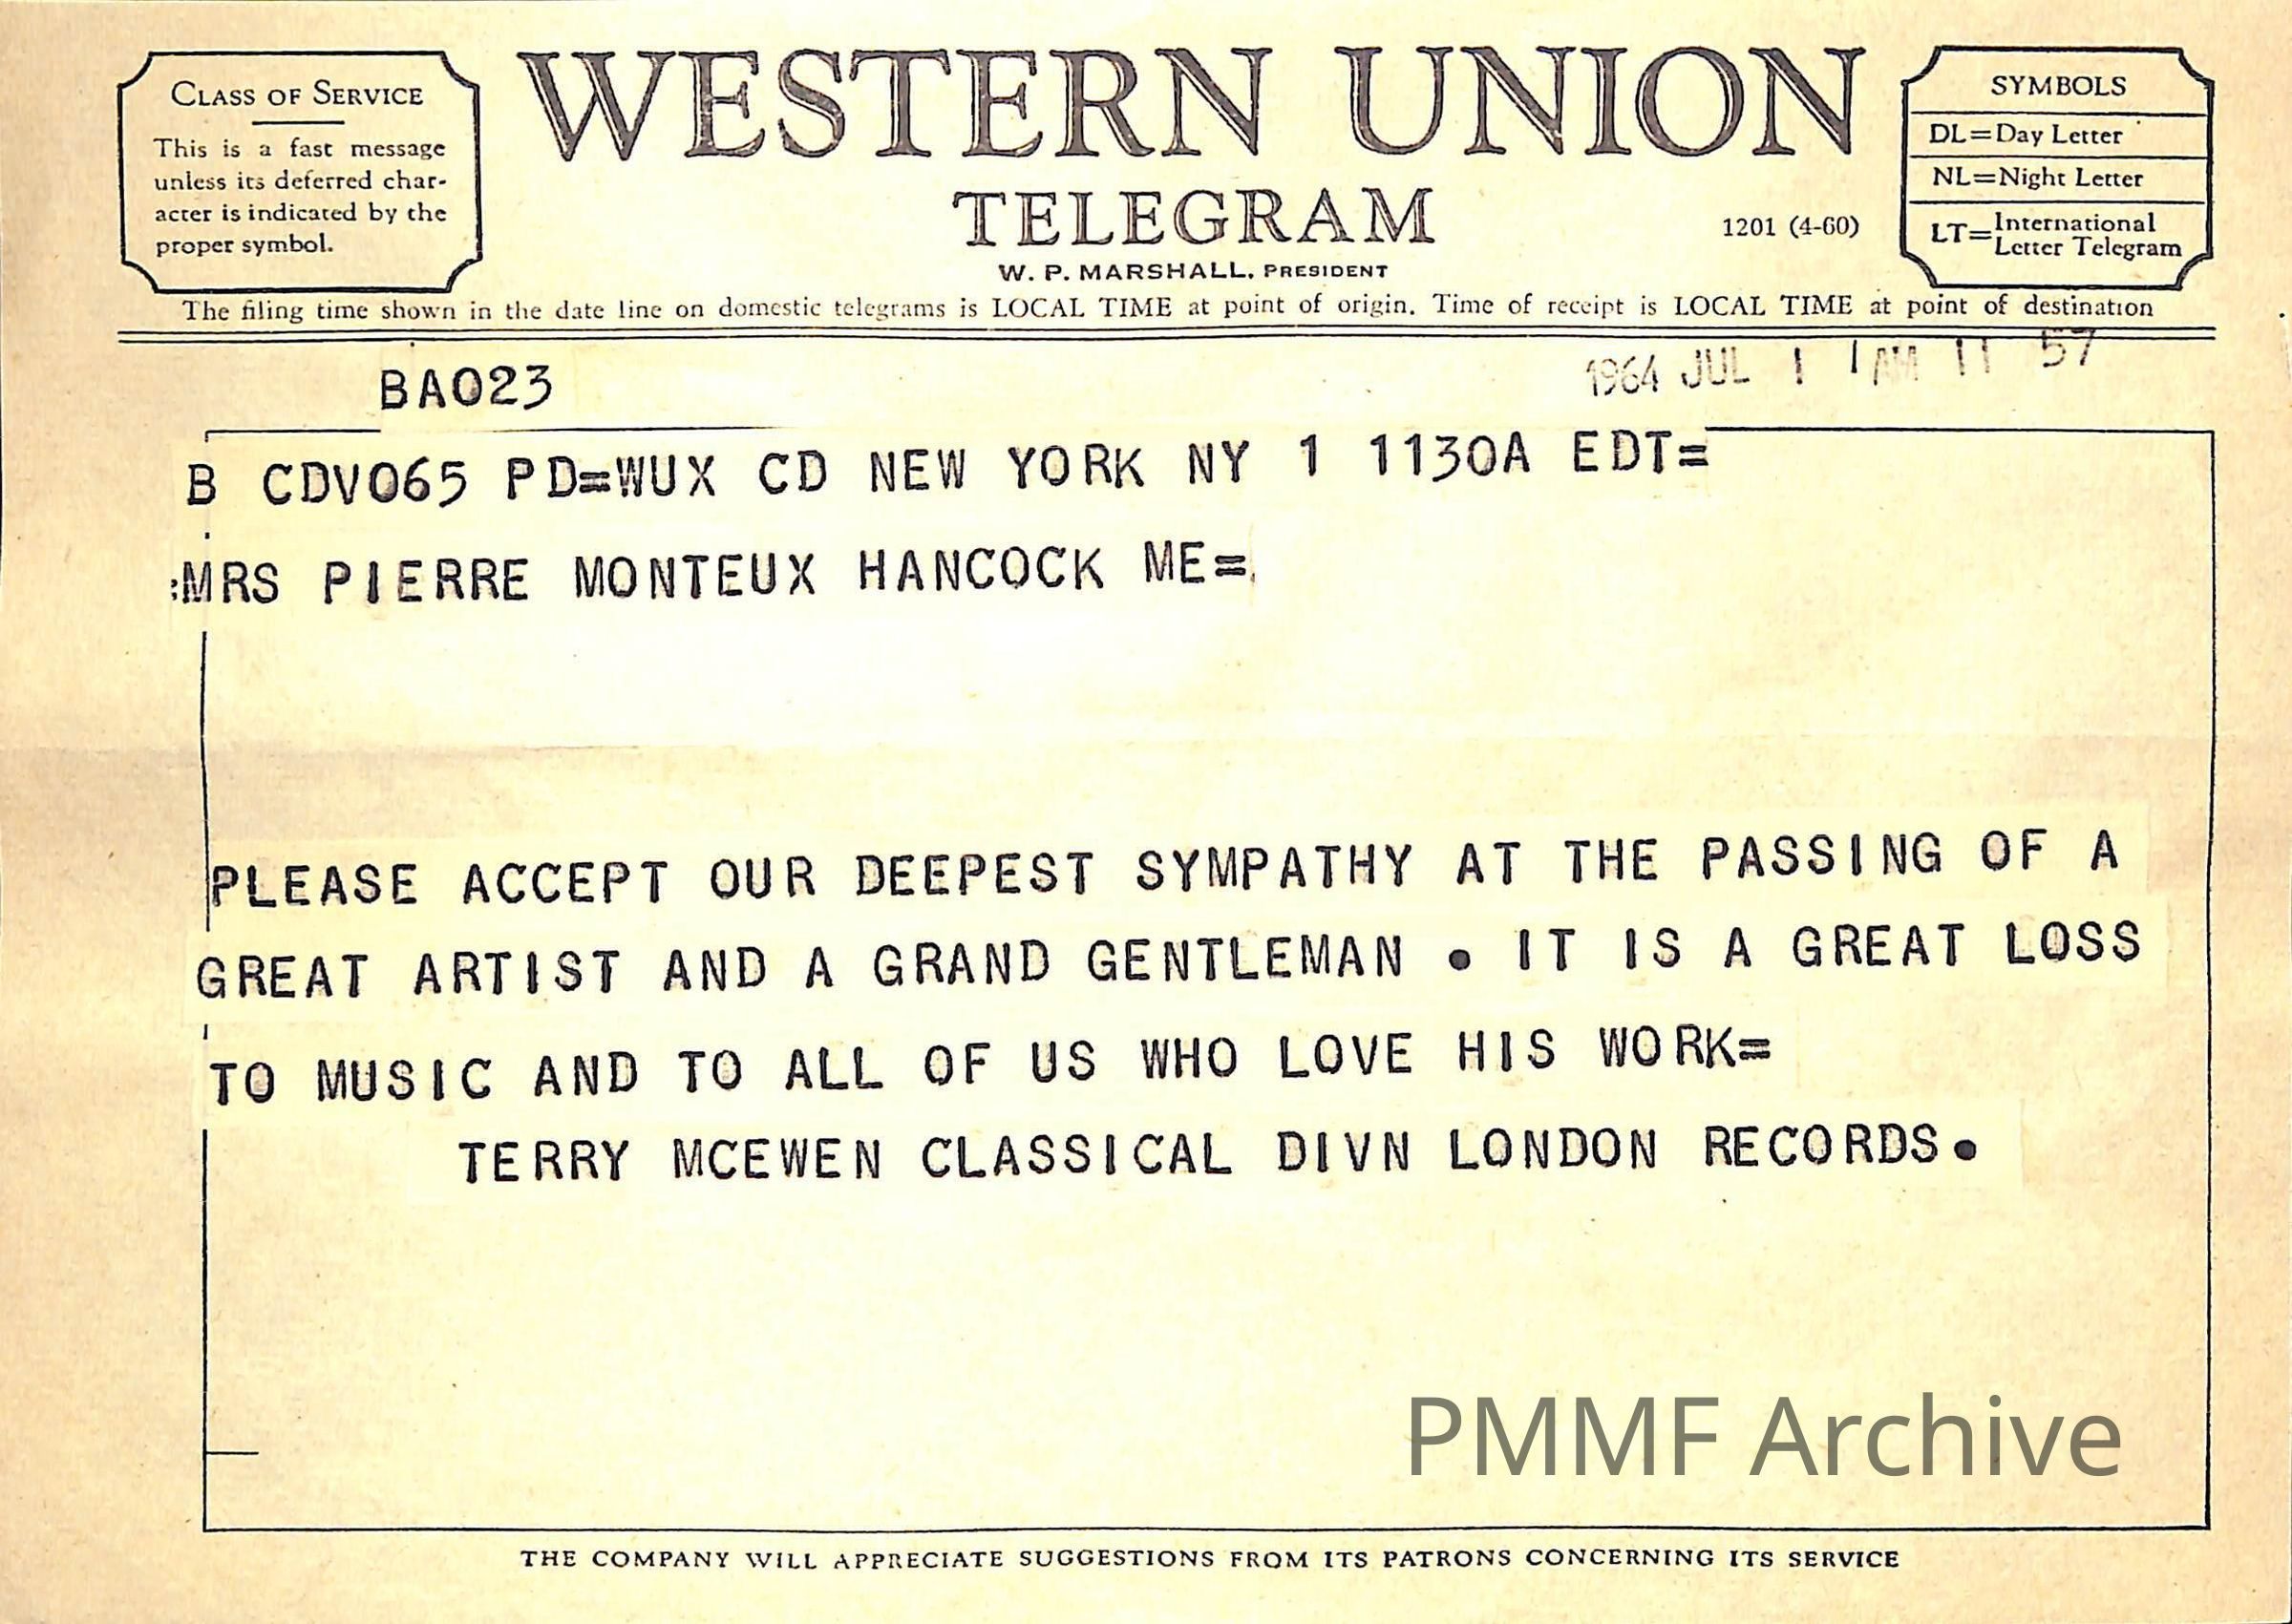 CLASS OF SERVICE
This is a fast message
unless its deferred char-
acter is indicated by the
proper symbol.
WESTERN UNION
TELEGRAM
W. P. MARSHALL, PRESIDENT
1201 (4-60)
SYMBOLS
DL=Day Letter
NL=Night Letter
LT=International Letter Telegram
The filing time shown in the date line on domestic telegrams is LOCAL TIME at point of origin. Time of receipt is LOCAL TIME at point of destination
1964 JUL 1 AM 11 57
BA023
B CDV065 PD=WUX CD NEW YORK NY 1 1130A EDT=
:MRS PIERRE MONTEUX HANCOCK ME=
PLEASE ACCEPT OUR DEEPEST SYMPATHY AT THE PASSING OF A
GREAT ARTIST AND A GRAND GENTLEMAN . IT IS A GREAT LOSS
TO MUSIC AND TO ALL OF US WHO LOVE HIS WORK=
TERRY MCEWEN CLASSICAL DIVN LONDON RECORDS.
PMMF Archive
THE COMPANY WILL APPRECIATE SUGGESTIONS FROM ITS PATRONS CONCERNING ITS SERVICE